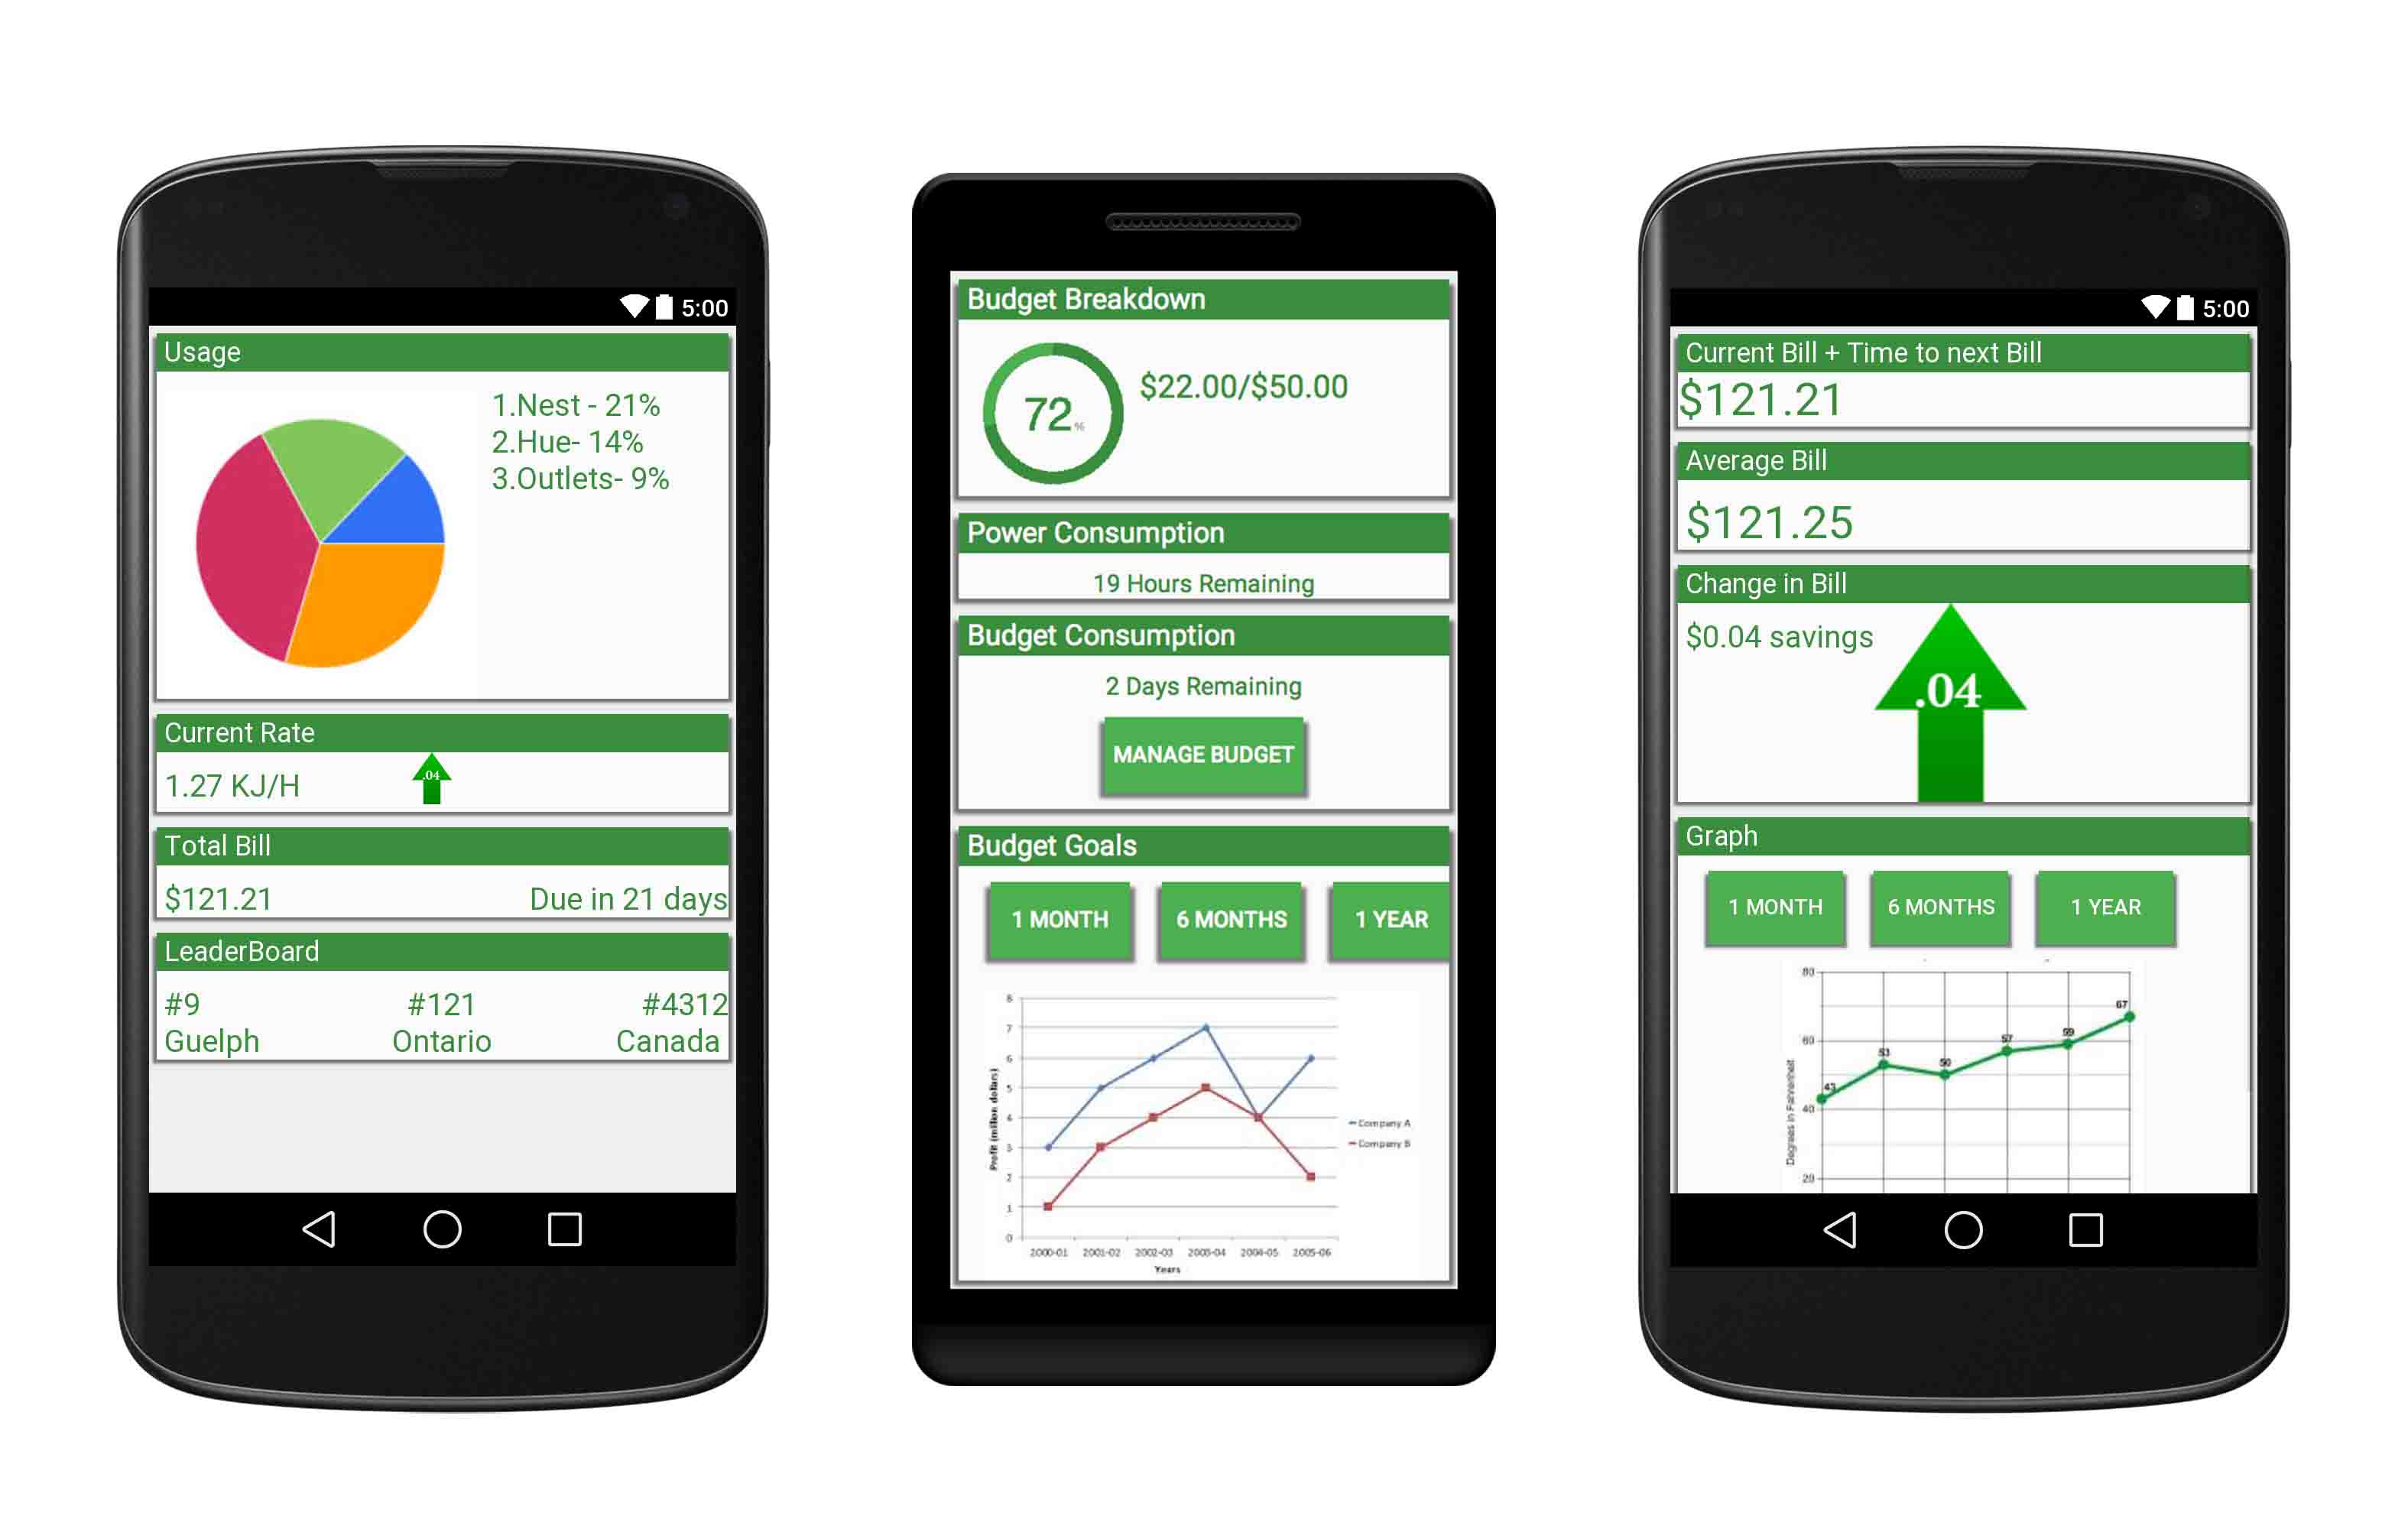 5:00
Usage
1.Nest - 21%
2.Hue- 14%
3.Outlets- 9%
Current Rate
1.27 KJ/H
.04
Total Bill
$121.21 Due in 21 days
LeaderBoard
#9 #121 #4312
Guelph Ontario Canada
Budget Breakdown
72%
$22.00/$50.00
Power Consumption
19 Hours Remaining
Budget Consumption
2 Days Remaining
MANAGE BUDGET
Budget Goals
1 MONTH 6 MONTHS 1 YEAR
Profit (million dollars)
8
7
6
5
4
3
2
1
0
Company A
Company B
2000-01 2001-02 2002-03 2003-04 2004-05 2005-06
Years
5:00
Current Bill + Time to next Bill
$121.21
Average Bill
$121.25
Change in Bill
$0.04 savings
.04
Graph
1 MONTH 6 MONTHS 1 YEAR
Degrees in Fahrenheit
80
60
40
20
43 53 50 57 59 67